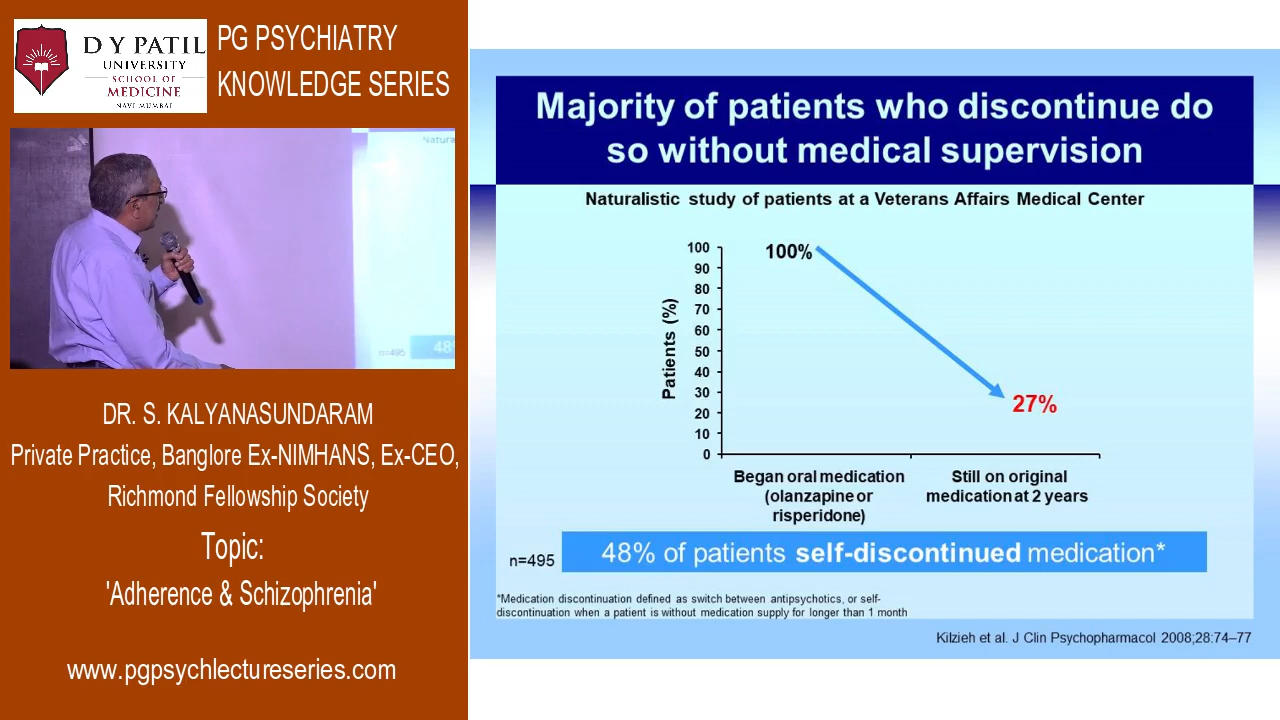 D Y PATIL
UNIVERSITY
SCHOOL OF
MEDICINE
NAVI MUMBAI
PG PSYCHIATRY
KNOWLEDGE SERIES
Natura
n=495
48
DR. S. KALYANASUNDARAM
Private Practice, Banglore Ex-NIMHANS, Ex-CEO,
Richmond Fellowship Society
Topic:
'Adherence & Schizophrenia'
www.pgpsychlectureseries.com
Majority of patients who discontinue do
so without medical supervision
Naturalistic study of patients at a Veterans Affairs Medical Center
Patients (%)
100
90
80
70
60
50
40
30
20
10
0
100%
27%
Began oral medication
(olanzapine or
risperidone)
Still on original
medication at 2 years
n=495
48% of patients self-discontinued medication*
*Medication discontinuation defined as switch between antipsychotics, or self-
discontinuation when a patient is without medication supply for longer than 1 month
Kilzieh et al. J Clin Psychopharmacol 2008;28:74–77